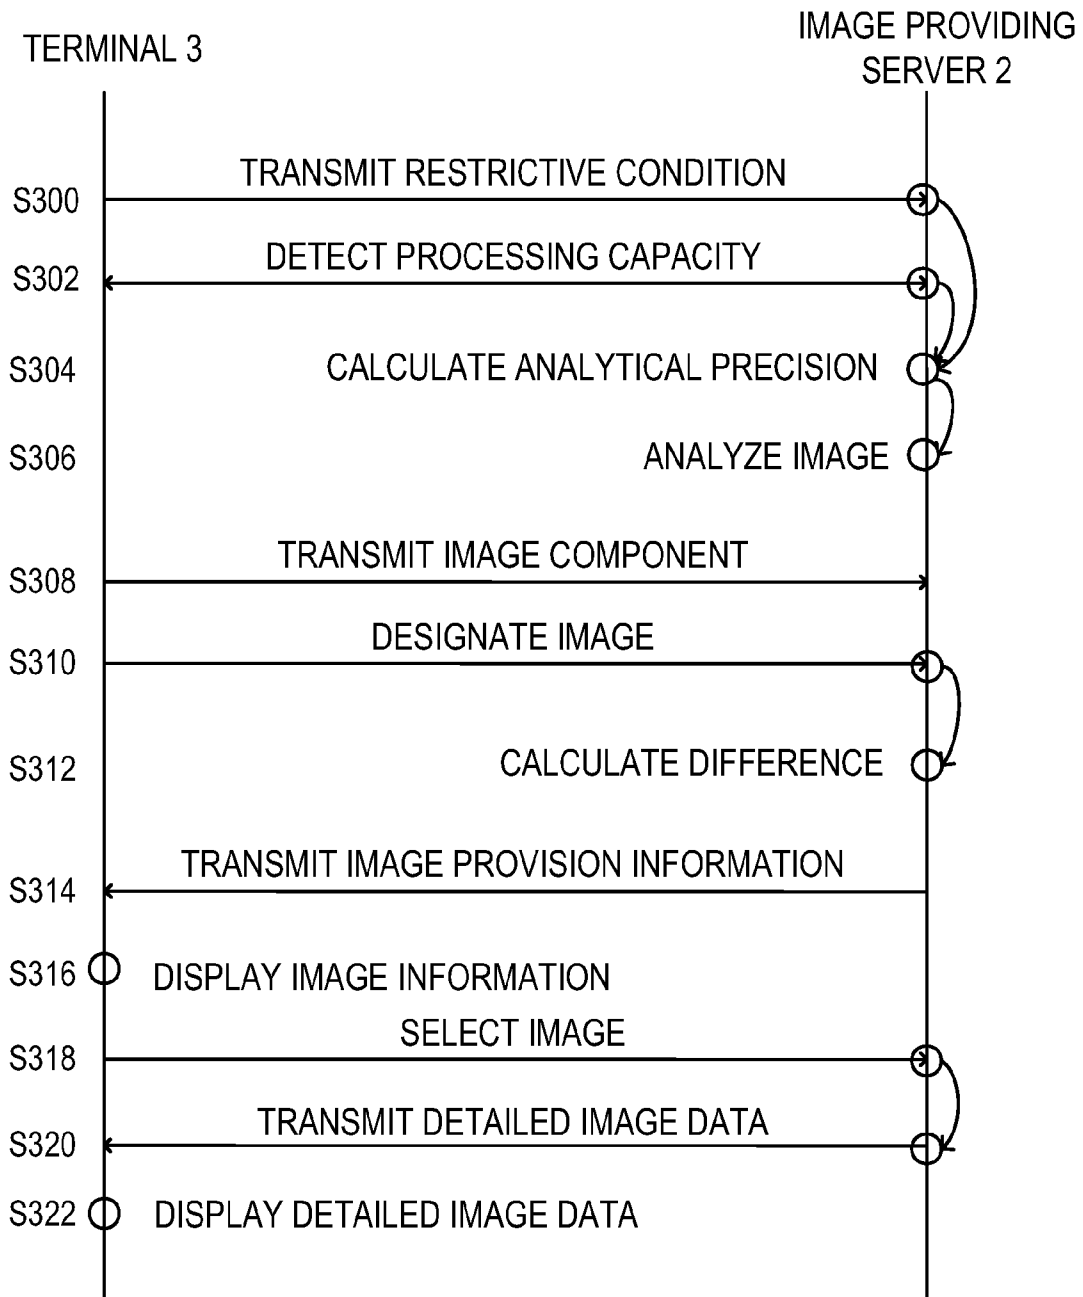 TERMINAL 3
IMAGE PROVIDING
SERVER 2
TRANSMIT RESTRICTIVE CONDITION
S300
DETECT PROCESSING CAPACITY
S302
S304 CALCULATE ANALYTICAL PRECISION
S306 ANALYZE IMAGE
TRANSMIT IMAGE COMPONENT
S308
DESIGNATE IMAGE
S310
S312 CALCULATE DIFFERENCE
TRANSMIT IMAGE PROVISION INFORMATION
S314
S316 DISPLAY IMAGE INFORMATION
SELECT IMAGE
S318
TRANSMIT DETAILED IMAGE DATA
S320
S322 DISPLAY DETAILED IMAGE DATA